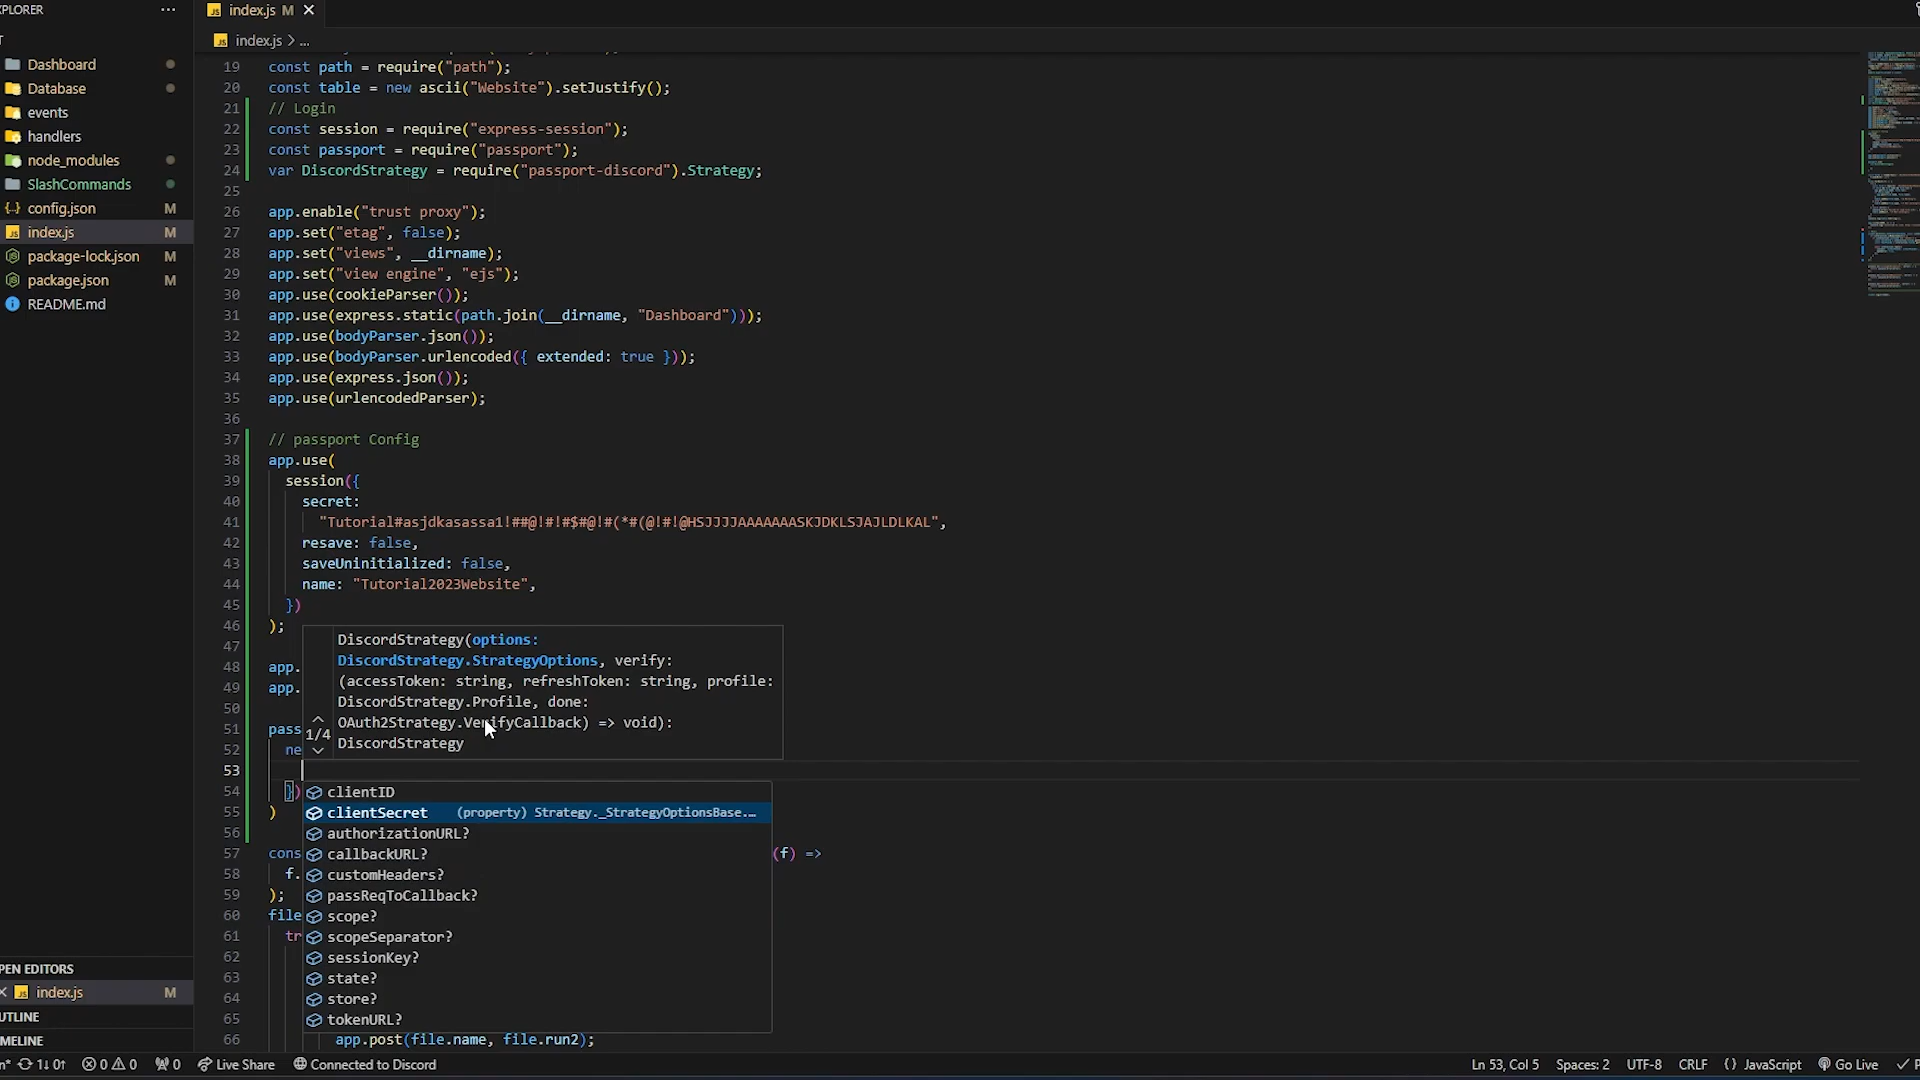 XPLORER
···
index.js M
T
index.js > ...
Dashboard
Database
events
handlers
node_modules
SlashCommands
config.json M
index.js M
package-lock.json M
package.json M
README.md
19 const path = require("path");
20 const table = new ascii("Website").setJustify();
21 // Login
22 const session = require("express-session");
23 const passport = require("passport");
24 var DiscordStrategy = require("passport-discord").Strategy;
25
26 app.enable("trust proxy");
27 app.set("etag", false);
28 app.set("views", __dirname);
29 app.set("view engine", "ejs");
30 app.use(cookieParser());
31 app.use(express.static(path.join(__dirname, "Dashboard")));
32 app.use(bodyParser.json());
33 app.use(bodyParser.urlencoded({ extended: true }));
34 app.use(express.json());
35 app.use(urlencodedParser);
36
37 // passport Config
38 app.use(
39 session({
40 secret:
41 "Tutorial#asjdkasassa1!##@!#!#$#@!#(*#(@!#!@HSJJJJAAAAAAASKJDKLSJAJLDLKAL",
42 resave: false,
43 saveUninitialized: false,
44 name: "Tutorial2023Website",
45 })
46 );
47
48 app.
49 app.
50
51 pass
52 ne
53
54 })
55 )
56
57 cons (f) =>
58 f.
59 );
60 file
61 tr
62
63
64
65
66 app.post(file.name, file.run2);
DiscordStrategy(options:
DiscordStrategy.StrategyOptions, verify:
(accessToken: string, refreshToken: string, profile:
DiscordStrategy.Profile, done:
OAuth2Strategy.VerifyCallback) => void):
1/4
DiscordStrategy
clientID
clientSecret (property) Strategy._StrategyOptionsBase.…
authorizationURL?
callbackURL?
customHeaders?
passReqToCallback?
scope?
scopeSeparator?
sessionKey?
state?
store?
tokenURL?
PEN EDITORS
index.js M
UTLINE
MELINE
n* 1↓ 0↑ 0 0 0 Live Share Connected to Discord Ln 53, Col 5 Spaces: 2 UTF-8 CRLF {} JavaScript Go Live P